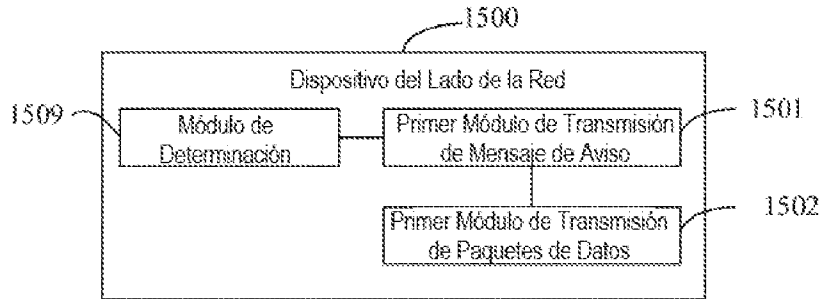 1500
Dispositivo del Lado de la Red
1509
Módulo de
Determinación
Primer Módulo de Transmisión
de Mensaje de Aviso
1501
Primer Módulo de Transmisión
de Paquetes de Datos
1502